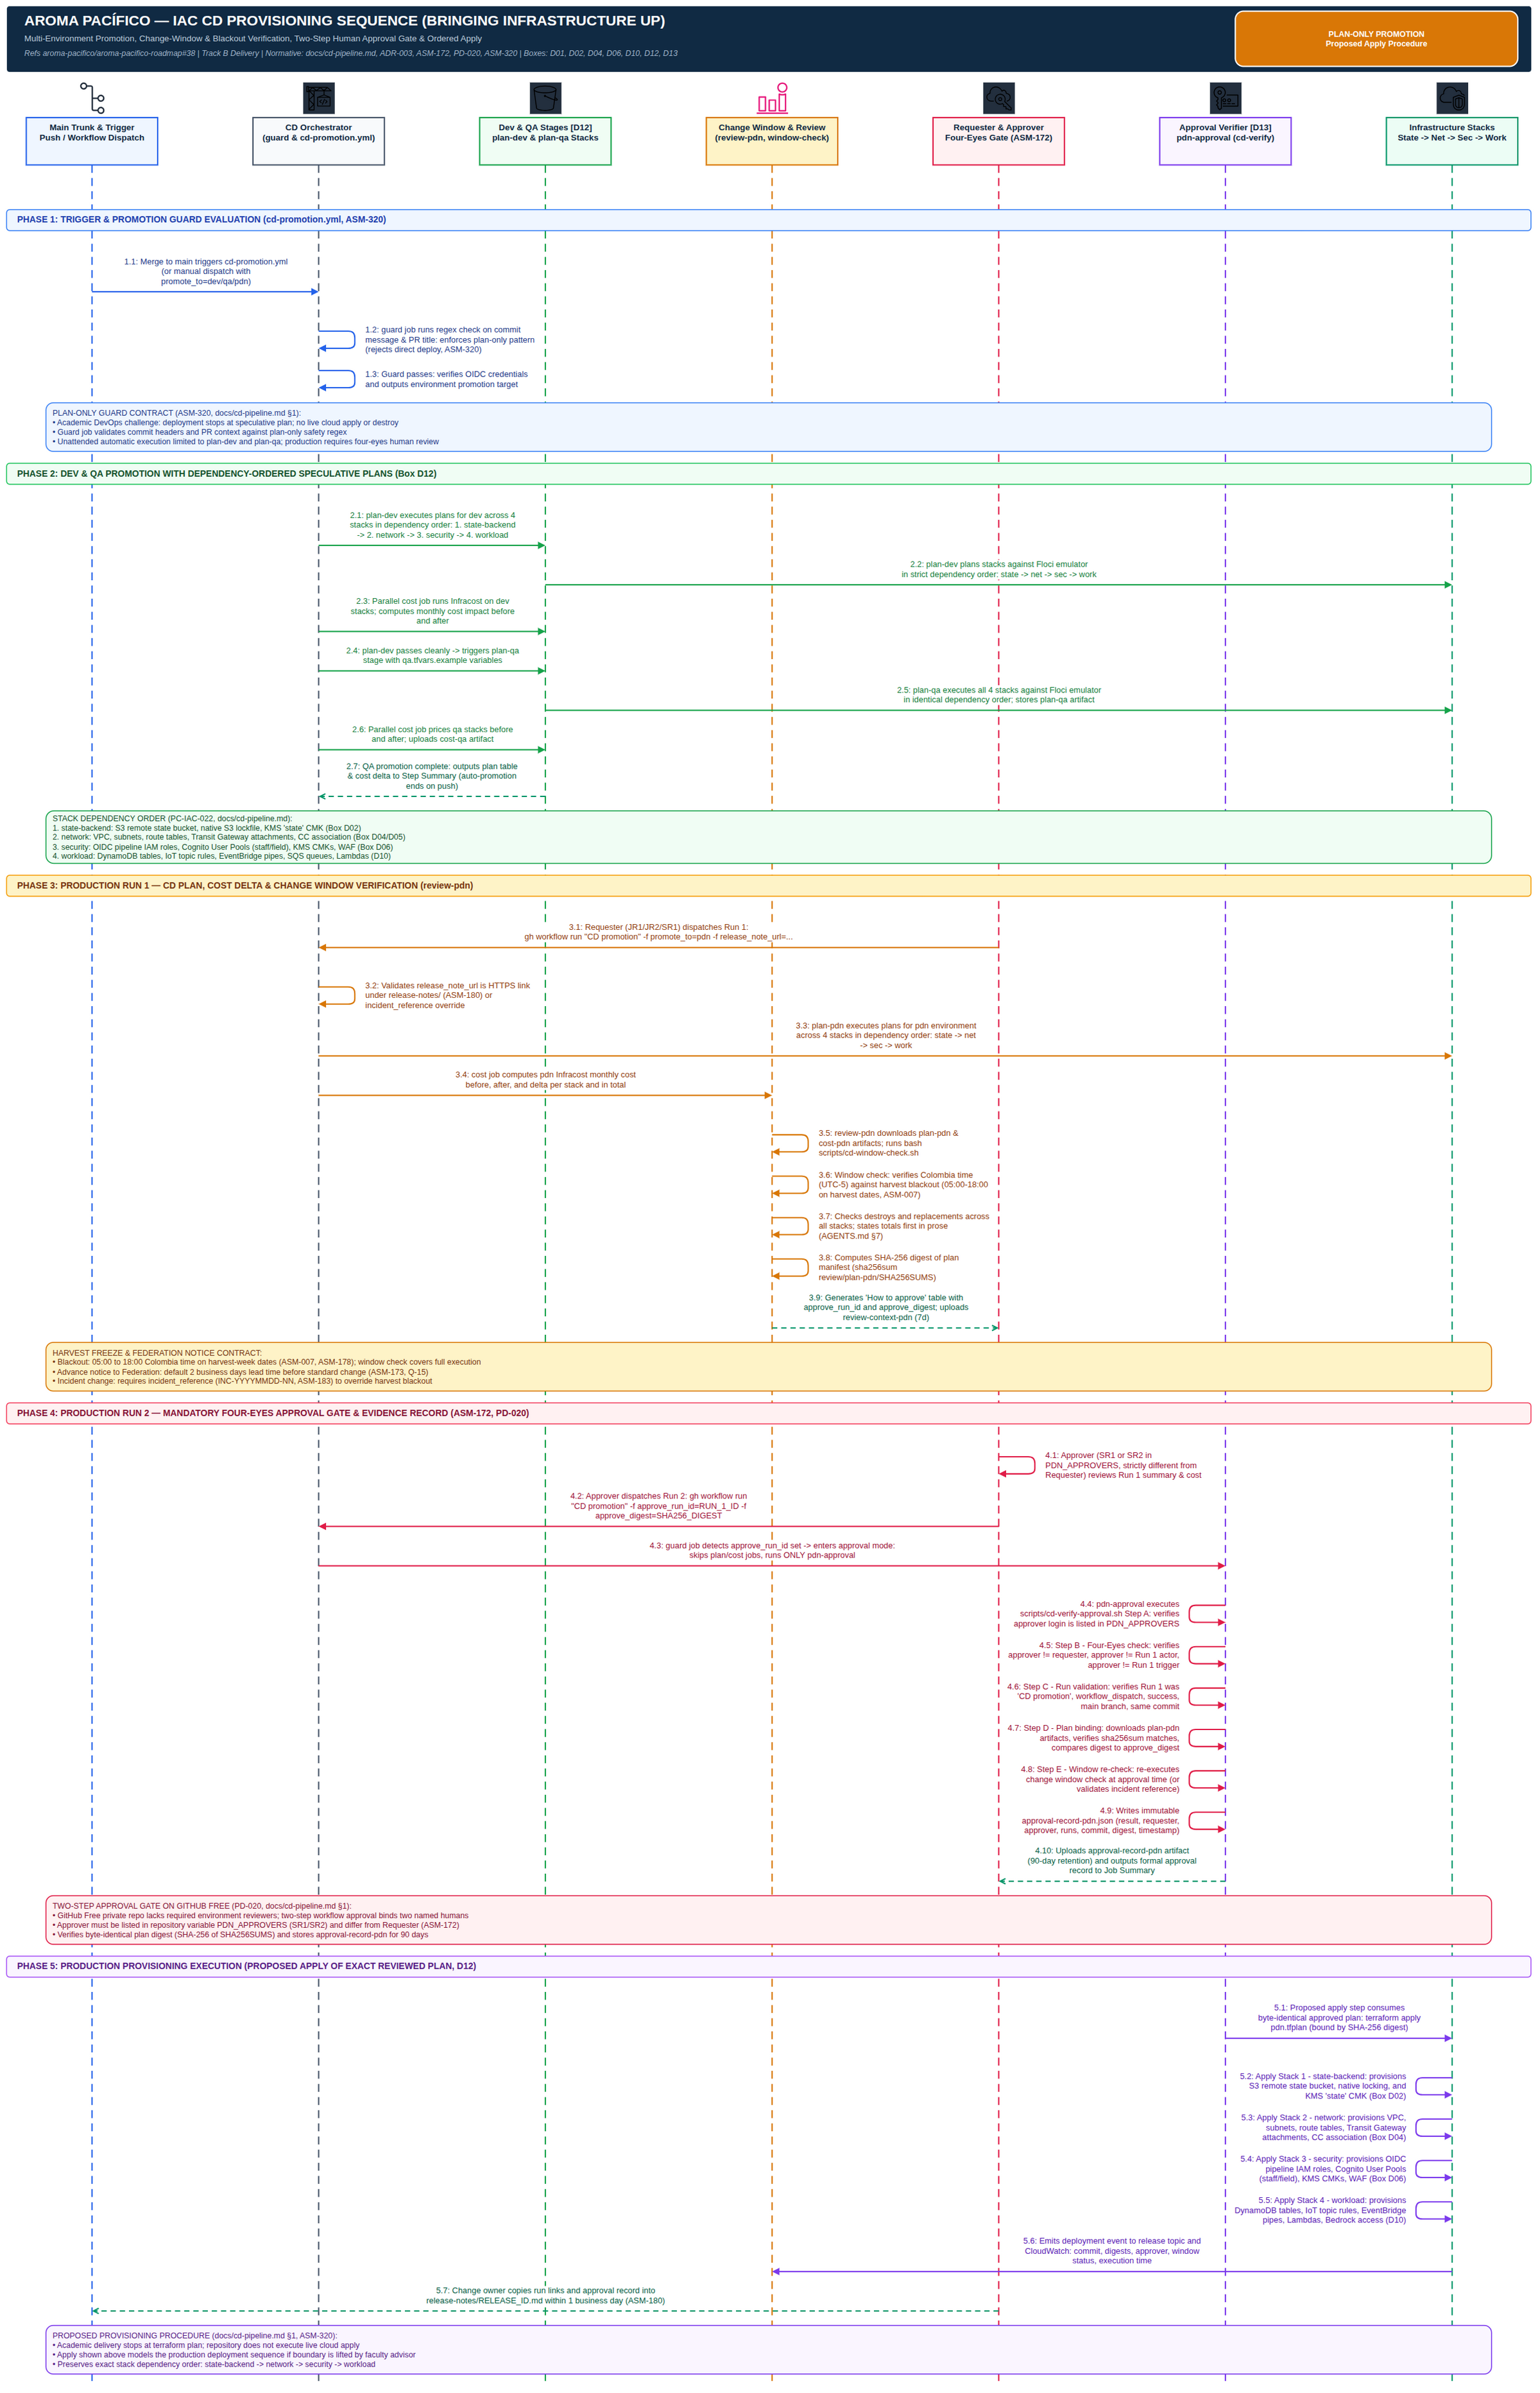 AROMA PACÍFICO — IAC CD PROVISIONING SEQUENCE (BRINGING INFRASTRUCTURE UP)
Multi-Environment Promotion, Change-Window & Blackout Verification, Two-Step Human Approval Gate & Ordered Apply
Refs aroma-pacifico/aroma-pacifico-roadmap#38 | Track B Delivery | Normative: docs/cd-pipeline.md, ADR-003, ASM-172, PD-020, ASM-320 | Boxes: D01, D02, D04, D06, D10, D12, D13
PLAN-ONLY PROMOTION
Proposed Apply Procedure
Main Trunk & Trigger
Push / Workflow Dispatch
CD Orchestrator
(guard & cd-promotion.yml)
Dev & QA Stages [D12]
plan-dev & plan-qa Stacks
Change Window & Review
(review-pdn, window-check)
Requester & Approver
Four-Eyes Gate (ASM-172)
Approval Verifier [D13]
pdn-approval (cd-verify)
Infrastructure Stacks
State -> Net -> Sec -> Work
PHASE 1: TRIGGER & PROMOTION GUARD EVALUATION (cd-promotion.yml, ASM-320)
1.1: Merge to main triggers cd-promotion.yml
(or manual dispatch with
promote_to=dev/qa/pdn)
1.2: guard job runs regex check on commit
message & PR title: enforces plan-only pattern
(rejects direct deploy, ASM-320)
1.3: Guard passes: verifies OIDC credentials
and outputs environment promotion target
PLAN-ONLY GUARD CONTRACT (ASM-320, docs/cd-pipeline.md §1):
• Academic DevOps challenge: deployment stops at speculative plan; no live cloud apply or destroy
• Guard job validates commit headers and PR context against plan-only safety regex
• Unattended automatic execution limited to plan-dev and plan-qa; production requires four-eyes human review
PHASE 2: DEV & QA PROMOTION WITH DEPENDENCY-ORDERED SPECULATIVE PLANS (Box D12)
2.1: plan-dev executes plans for dev across 4
stacks in dependency order: 1. state-backend
-> 2. network -> 3. security -> 4. workload
2.2: plan-dev plans stacks against Floci emulator
in strict dependency order: state -> net -> sec -> work
2.3: Parallel cost job runs Infracost on dev
stacks; computes monthly cost impact before
and after
2.4: plan-dev passes cleanly -> triggers plan-qa
stage with qa.tfvars.example variables
2.5: plan-qa executes all 4 stacks against Floci emulator
in identical dependency order; stores plan-qa artifact
2.6: Parallel cost job prices qa stacks before
and after; uploads cost-qa artifact
2.7: QA promotion complete: outputs plan table
& cost delta to Step Summary (auto-promotion
ends on push)
STACK DEPENDENCY ORDER (PC-IAC-022, docs/cd-pipeline.md):
1. state-backend: S3 remote state bucket, native S3 lockfile, KMS 'state' CMK (Box D02)
2. network: VPC, subnets, route tables, Transit Gateway attachments, CC association (Box D04/D05)
3. security: OIDC pipeline IAM roles, Cognito User Pools (staff/field), KMS CMKs, WAF (Box D06)
4. workload: DynamoDB tables, IoT topic rules, EventBridge pipes, SQS queues, Lambdas (D10)
PHASE 3: PRODUCTION RUN 1 — CD PLAN, COST DELTA & CHANGE WINDOW VERIFICATION (review-pdn)
3.1: Requester (JR1/JR2/SR1) dispatches Run 1:
gh workflow run "CD promotion" -f promote_to=pdn -f release_note_url=...
3.2: Validates release_note_url is HTTPS link
under release-notes/ (ASM-180) or
incident_reference override
3.3: plan-pdn executes plans for pdn environment
across 4 stacks in dependency order: state -> net
-> sec -> work
3.4: cost job computes pdn Infracost monthly cost
before, after, and delta per stack and in total
3.5: review-pdn downloads plan-pdn &
cost-pdn artifacts; runs bash
scripts/cd-window-check.sh
3.6: Window check: verifies Colombia time
(UTC-5) against harvest blackout (05:00-18:00
on harvest dates, ASM-007)
3.7: Checks destroys and replacements across
all stacks; states totals first in prose
(AGENTS.md §7)
3.8: Computes SHA-256 digest of plan
manifest (sha256sum
review/plan-pdn/SHA256SUMS)
3.9: Generates 'How to approve' table with
approve_run_id and approve_digest; uploads
review-context-pdn (7d)
HARVEST FREEZE & FEDERATION NOTICE CONTRACT:
• Blackout: 05:00 to 18:00 Colombia time on harvest-week dates (ASM-007, ASM-178); window check covers full execution
• Advance notice to Federation: default 2 business days lead time before standard change (ASM-173, Q-15)
• Incident change: requires incident_reference (INC-YYYYMMDD-NN, ASM-183) to override harvest blackout
PHASE 4: PRODUCTION RUN 2 — MANDATORY FOUR-EYES APPROVAL GATE & EVIDENCE RECORD (ASM-172, PD-020)
4.1: Approver (SR1 or SR2 in
PDN_APPROVERS, strictly different from
Requester) reviews Run 1 summary & cost
4.2: Approver dispatches Run 2: gh workflow run
"CD promotion" -f approve_run_id=RUN_1_ID -f
approve_digest=SHA256_DIGEST
4.3: guard job detects approve_run_id set -> enters approval mode:
skips plan/cost jobs, runs ONLY pdn-approval
4.4: pdn-approval executes
scripts/cd-verify-approval.sh Step A: verifies
approver login is listed in PDN_APPROVERS
4.5: Step B - Four-Eyes check: verifies
approver != requester, approver != Run 1 actor,
approver != Run 1 trigger
4.6: Step C - Run validation: verifies Run 1 was
'CD promotion', workflow_dispatch, success,
main branch, same commit
4.7: Step D - Plan binding: downloads plan-pdn
artifacts, verifies sha256sum matches,
compares digest to approve_digest
4.8: Step E - Window re-check: re-executes
change window check at approval time (or
validates incident reference)
4.9: Writes immutable
approval-record-pdn.json (result, requester,
approver, runs, commit, digest, timestamp)
4.10: Uploads approval-record-pdn artifact
(90-day retention) and outputs formal approval
record to Job Summary
TWO-STEP APPROVAL GATE ON GITHUB FREE (PD-020, docs/cd-pipeline.md §1):
• GitHub Free private repo lacks required environment reviewers; two-step workflow approval binds two named humans
• Approver must be listed in repository variable PDN_APPROVERS (SR1/SR2) and differ from Requester (ASM-172)
• Verifies byte-identical plan digest (SHA-256 of SHA256SUMS) and stores approval-record-pdn for 90 days
PHASE 5: PRODUCTION PROVISIONING EXECUTION (PROPOSED APPLY OF EXACT REVIEWED PLAN, D12)
5.1: Proposed apply step consumes
byte-identical approved plan: terraform apply
pdn.tfplan (bound by SHA-256 digest)
5.2: Apply Stack 1 - state-backend: provisions
S3 remote state bucket, native locking, and
KMS 'state' CMK (Box D02)
5.3: Apply Stack 2 - network: provisions VPC,
subnets, route tables, Transit Gateway
attachments, CC association (Box D04)
5.4: Apply Stack 3 - security: provisions OIDC
pipeline IAM roles, Cognito User Pools
(staff/field), KMS CMKs, WAF (Box D06)
5.5: Apply Stack 4 - workload: provisions
DynamoDB tables, IoT topic rules, EventBridge
pipes, Lambdas, Bedrock access (D10)
5.6: Emits deployment event to release topic and
CloudWatch: commit, digests, approver, window
status, execution time
5.7: Change owner copies run links and approval record into
release-notes/RELEASE_ID.md within 1 business day (ASM-180)
PROPOSED PROVISIONING PROCEDURE (docs/cd-pipeline.md §1, ASM-320):
• Academic delivery stops at terraform plan; repository does not execute live cloud apply
• Apply shown above models the production deployment sequence if boundary is lifted by faculty advisor
• Preserves exact stack dependency order: state-backend -> network -> security -> workload